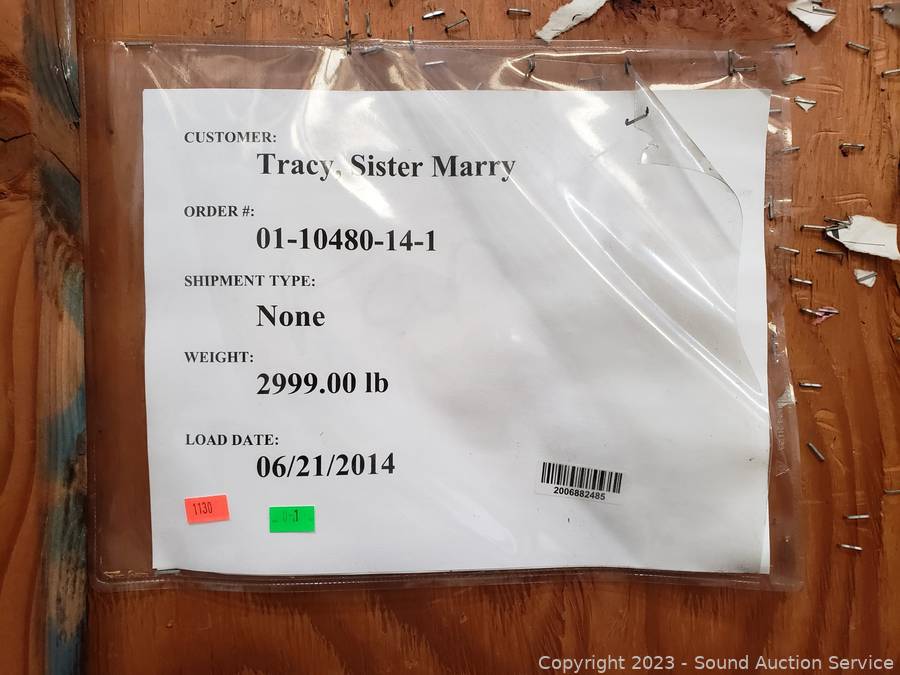 CUSTOMER:
Tracy, Sister Marry
ORDER #:
01-10480-14-1
SHIPMENT TYPE:
None
WEIGHT:
2999.00 lb
LOAD DATE:
06/21/2014
1130
2006882485
Copyright 2023 - Sound Auction Service